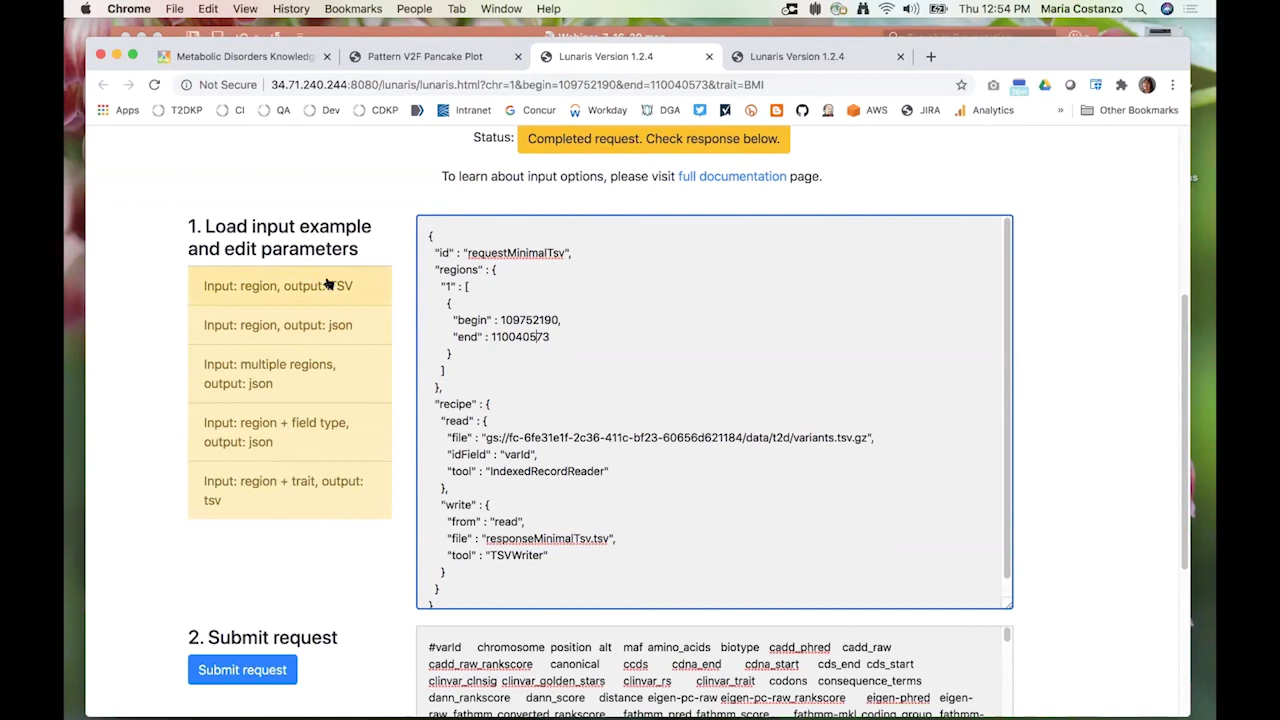 Chrome File Edit View History Bookmarks People Tab Window Help Thu 12:54 PM Maria Costanzo
Metabolic Disorders Knowledg Pattern V2F Pancake Plot Lunaris Version 1.2.4 Lunaris Version 1.2.4
Not Secure 34.71.240.244:8080/lunaris/lunaris.html?chr=1&begin=109752190&end=110040573&trait=BMI
Apps T2DKP CI QA Dev CDKP Intranet Concur Workday DGA AWS JIRA Analytics » Other Bookmarks
Status: Completed request. Check response below.
To learn about input options, please visit full documentation page.
1. Load input example
and edit parameters
Input: region, output: TSV
Input: region, output: json
Input: multiple regions,
output: json
Input: region + field type,
output: json
Input: region + trait, output:
tsv
{
"id" : "requestMinimalTsv",
"regions" : {
"1" : [
{
"begin" : 109752190,
"end" : 110040573
}
]
},
"recipe" : {
"read" : {
"file" : "gs://fc-6fe31e1f-2c36-411c-bf23-60656d621184/data/t2d/variants.tsv.gz",
"idField" : "varId",
"tool" : "IndexedRecordReader"
},
"write" : {
"from" : "read",
"file" : "responseMinimalTsv.tsv",
"tool" : "TSVWriter"
}
}
}
2. Submit request
Submit request
#varId chromosome position alt maf amino_acids biotype cadd_phred cadd_raw
cadd_raw_rankscore canonical ccds cdna_end cdna_start cds_end cds_start
clinvar_clnsig clinvar_golden_stars clinvar_rs clinvar_trait codons consequence_terms
dann_rankscore dann_score distance eigen-pc-raw eigen-pc-raw_rankscore eigen-phred eigen-
raw fathmm_converted_rankscore fathmm_pred fathmm_score fathmm-mkl_coding_group fathmm-